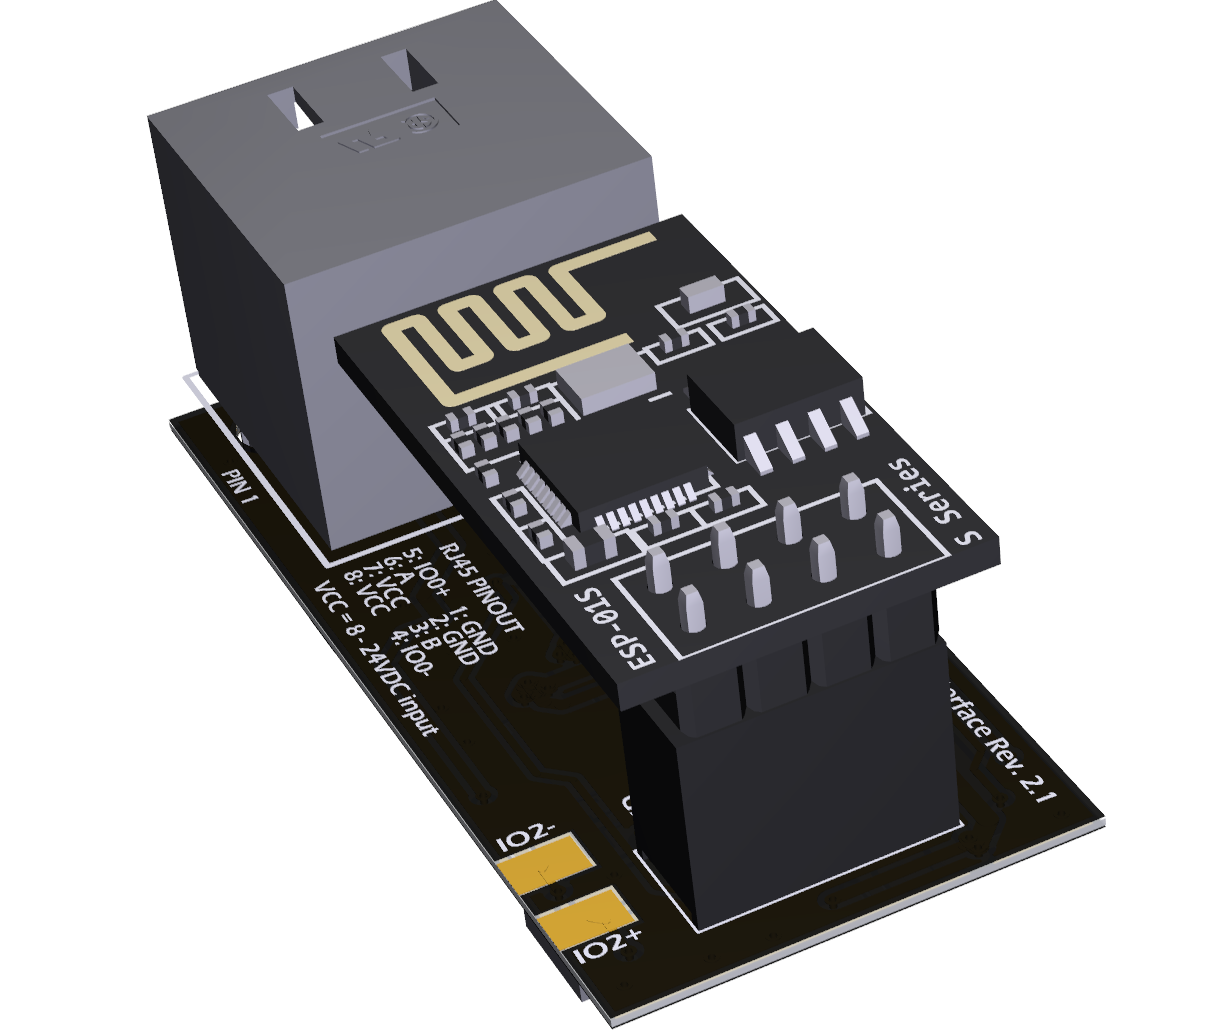 PIN 1
RJ45 PINOUT
1: GND
2: GND
3: B
4: IO0-
5: IO0+
6: A
7: VCC
8: VCC
VCC = 8 - 24VDC input
ESP-01S
S Series
Rev. 2.1
IO2-
IO2+